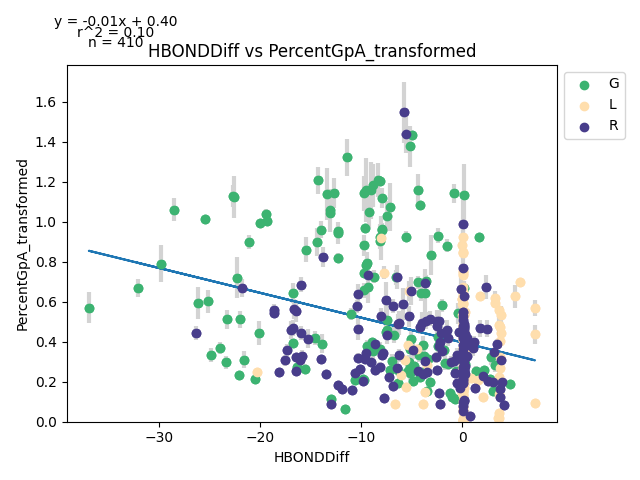 y = -0.01x + 0.40
r^2 = 0.10
n = 410
HBONDDiff vs PercentGpA_transformed
G
L
R
PercentGpA_transformed
1.6
1.4
1.2
1.0
0.8
0.6
0.4
0.2
0.0
−30
−20
−10
0
HBONDDiff